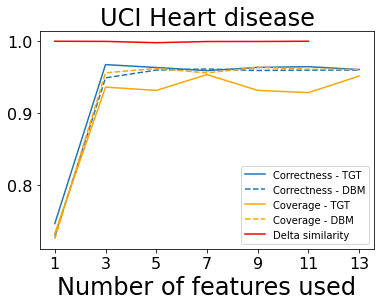 UCI Heart disease
1.0
0.9
0.8
Correctness - TGT
Correctness - DBM
Coverage - TGT
Coverage - DBM
Delta similarity
1 3 5 7 9 11 13
Number of features used